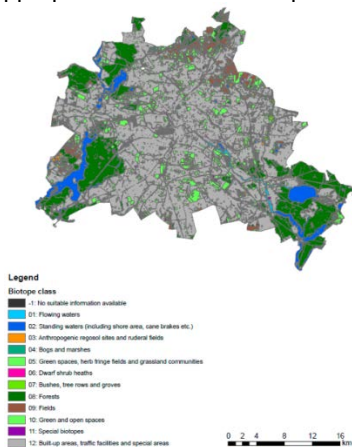 Legend
Biotope class
-1: No suitable information available
01: Flowing waters
02: Standing waters (including shore area, cane brakes etc.)
03: Anthropogenic regosol sites and ruderal fields
04: Bogs and marshes
05: Green spaces, herb fringe fields and grassland communities
06: Dwarf shrub heaths
07: Bushes, tree rows and groves
08: Forests
09: Fields
10: Green and open spaces
11: Special biotopes
12: Built-up areas, traffic facilities and special areas
0 2 4 8 12 16
km